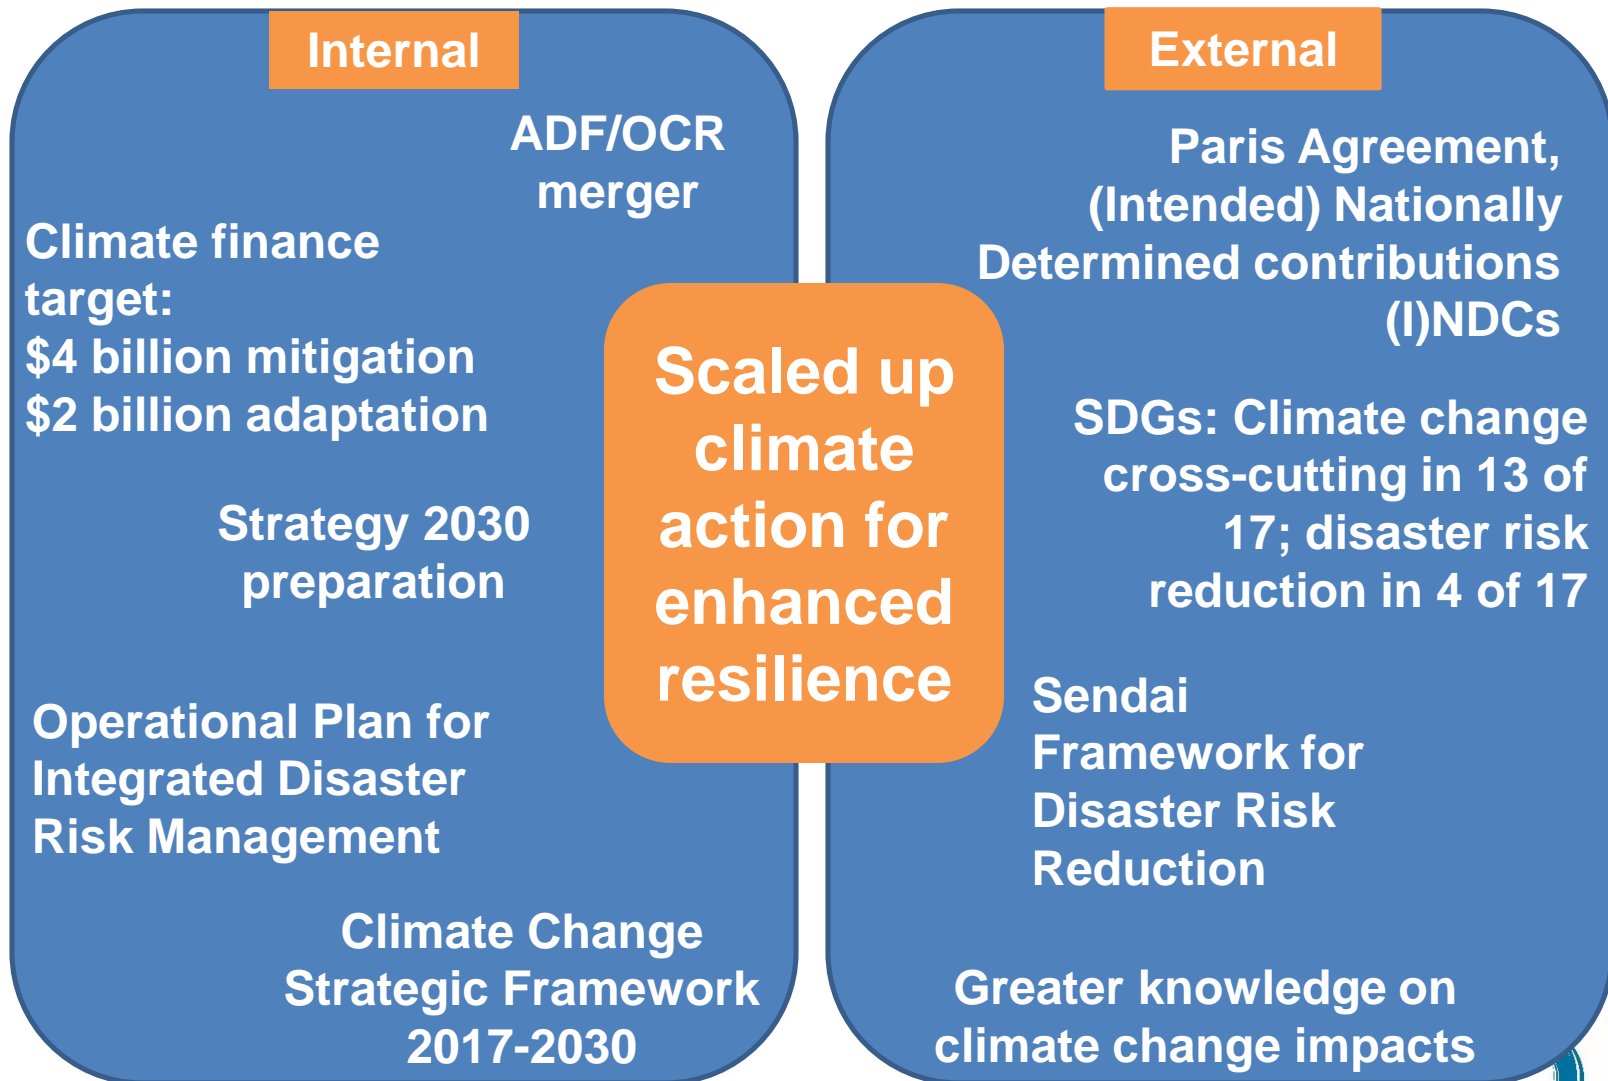 Internal
ADF/OCR
merger
Climate finance
target:
$4 billion mitigation
$2 billion adaptation
Strategy 2030
preparation
Operational Plan for
Integrated Disaster
Risk Management
Climate Change
Strategic Framework
2017-2030
Scaled up
climate
action for
enhanced
resilience
External
Paris Agreement,
(Intended) Nationally
Determined contributions
(I)NDCs
SDGs: Climate change
cross-cutting in 13 of
17; disaster risk
reduction in 4 of 17
Sendai
Framework for
Disaster Risk
Reduction
Greater knowledge on
climate change impacts